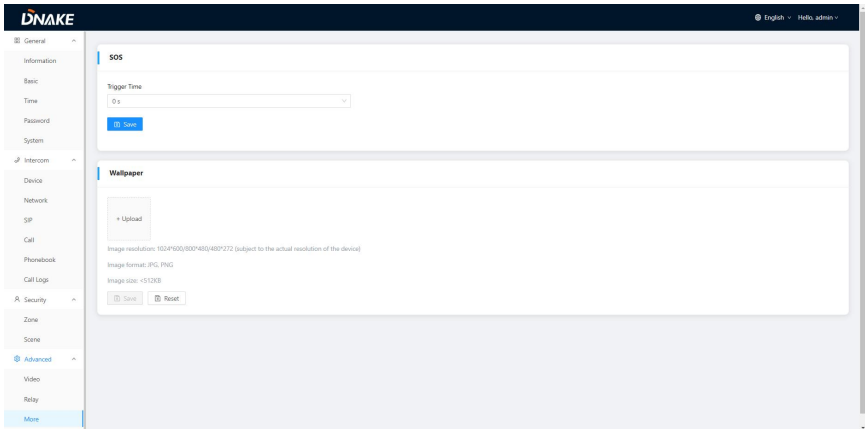 DNAKE
English
Hello, admin
General
Information
Basic
Time
Password
System
Intercom
Device
Network
SIP
Call
Phonebook
Call Logs
Security
Zone
Scene
Advanced
Video
Relay
More
SOS
Trigger Time
0 s
Save
Wallpaper
+ Upload
Image resolution: 1024*600/800*480/480*272 (subject to the actual resolution of the device)
Image format: JPG, PNG
Image size: <512KB
Save
Reset